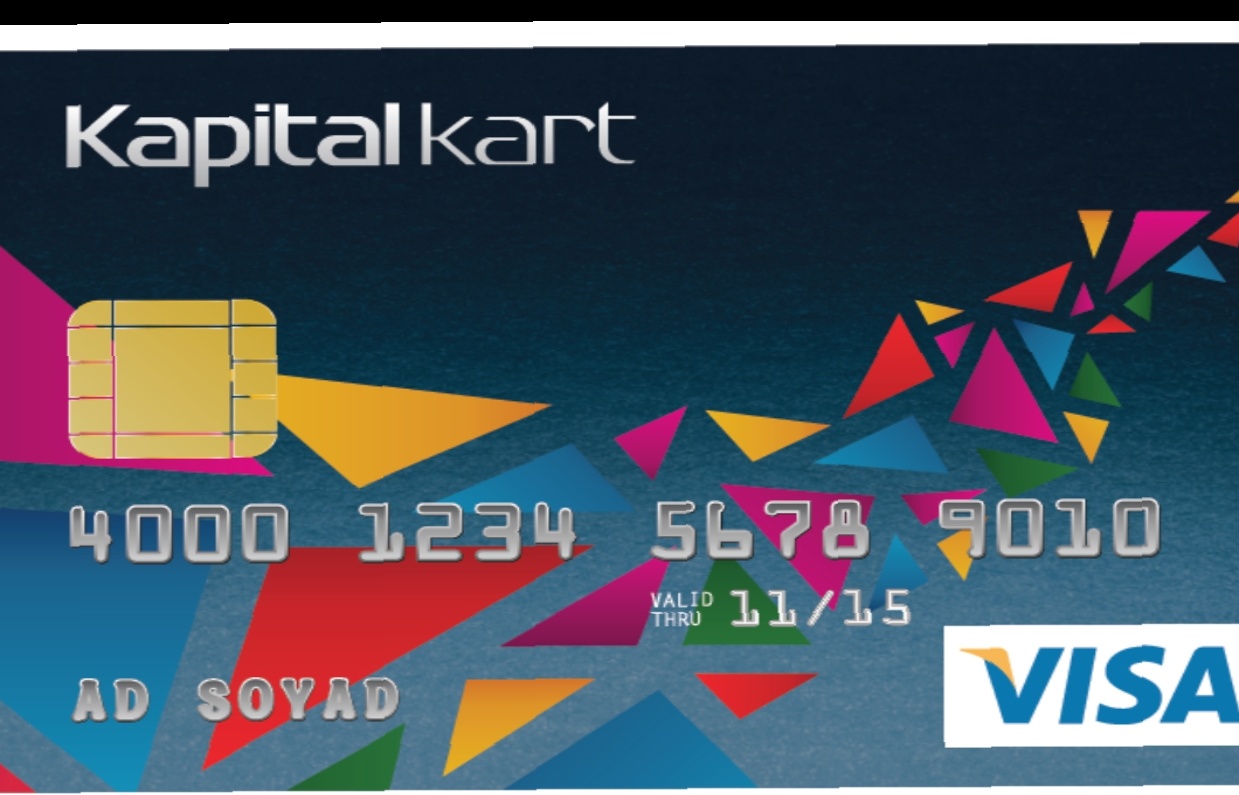 Kapital kart
4000 1234 5678 9010
VALID THRU 11/15
AD SOYAD
VISA